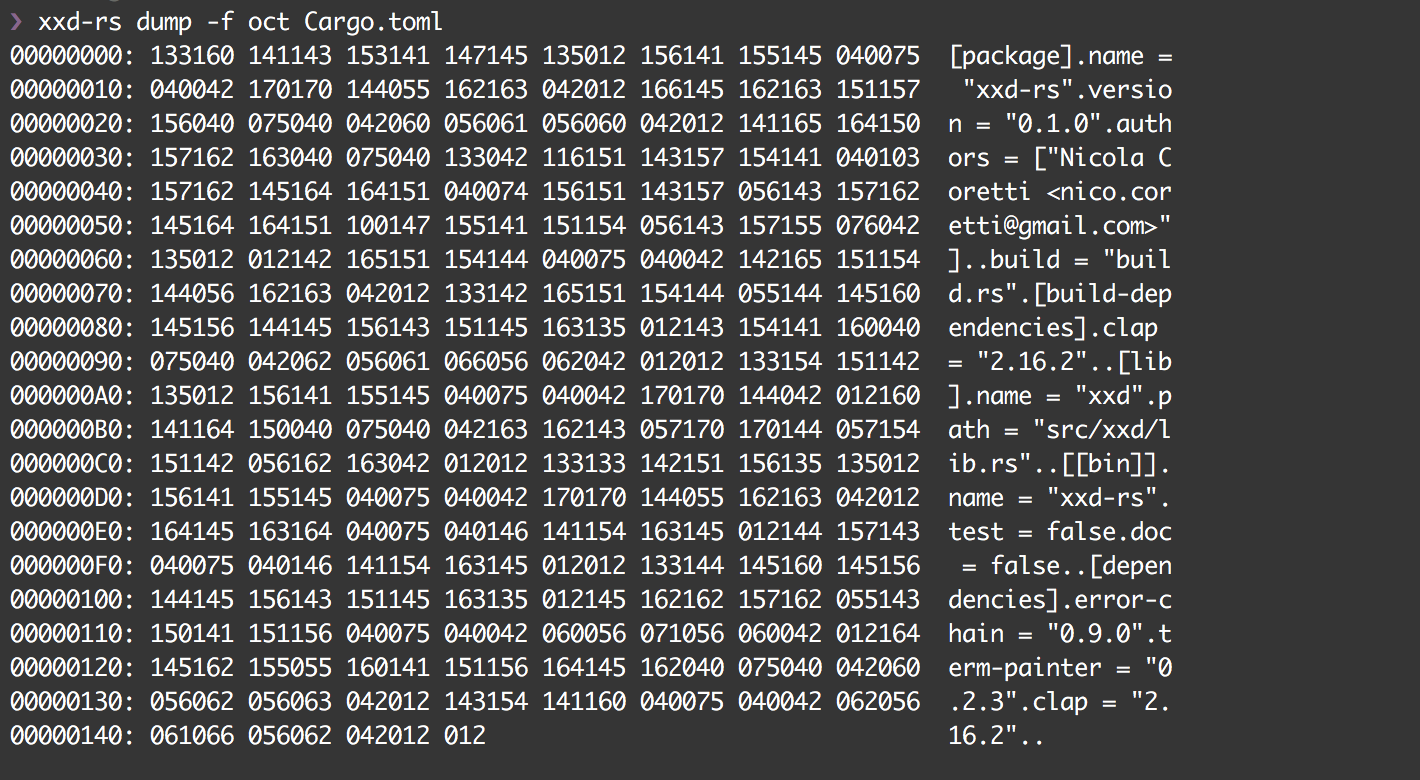 ❯ xxd-rs dump -f oct Cargo.toml
00000000: 133160 141143 153141 147145 135012 156141 155145 040075  [package].name =
00000010: 040042 170170 144055 162163 042012 166145 162163 151157   "xxd-rs".versio
00000020: 156040 075040 042060 056061 056060 042012 141165 164150  n = "0.1.0".auth
00000030: 157162 163040 075040 133042 116151 143157 154141 040103  ors = ["Nicola C
00000040: 157162 145164 164151 040074 156151 143157 056143 157162  oretti <nico.cor
00000050: 145164 164151 100147 155141 151154 056143 157155 076042  etti@gmail.com>"
00000060: 135012 012142 165151 154144 040075 040042 142165 151154  ]..build = "buil
00000070: 144056 162163 042012 133142 165151 154144 055144 145160  d.rs".[build-dep
00000080: 145156 144145 156143 151145 163135 012143 154141 160040  endencies].clap
00000090: 075040 042062 056061 066056 062042 012012 133154 151142  = "2.16.2"..[lib
000000A0: 135012 156141 155145 040075 040042 170170 144042 012160  ].name = "xxd".p
000000B0: 141164 150040 075040 042163 162143 057170 170144 057154  ath = "src/xxd/l
000000C0: 151142 056162 163042 012012 133133 142151 156135 135012  ib.rs"..[[bin]].
000000D0: 156141 155145 040075 040042 170170 144055 162163 042012  name = "xxd-rs".
000000E0: 164145 163164 040075 040146 141154 163145 012144 157143  test = false.doc
000000F0: 040075 040146 141154 163145 012012 133144 145160 145156   = false..[depen
00000100: 144145 156143 151145 163135 012145 162162 157162 055143  dencies].error-c
00000110: 150141 151156 040075 040042 060056 071056 060042 012164  hain = "0.9.0".t
00000120: 145162 155055 160141 151156 164145 162040 075040 042060  erm-painter = "0
00000130: 056062 056063 042012 143154 141160 040075 040042 062056  .2.3".clap = "2.
00000140: 061066 056062 042012 012                                 16.2"..